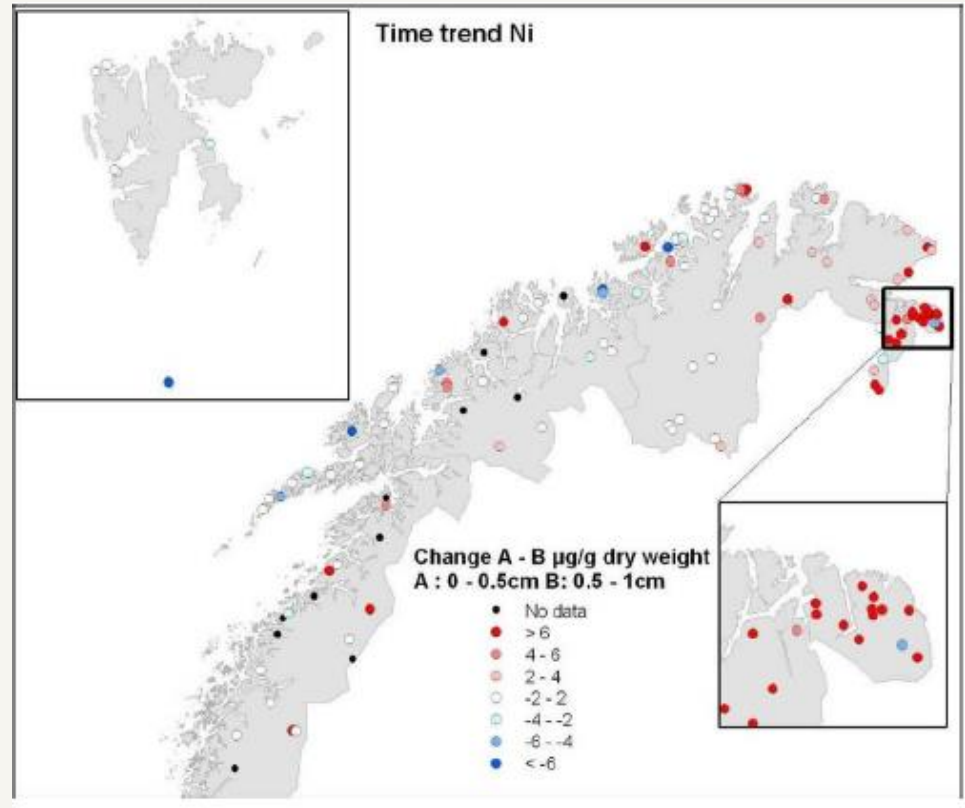 Time trend Ni
Change A - B µg/g dry weight
A : 0 - 0.5cm B: 0.5 - 1cm
No data
> 6
4 - 6
2 - 4
-2 - 2
-4 - -2
-6 - -4
< -6